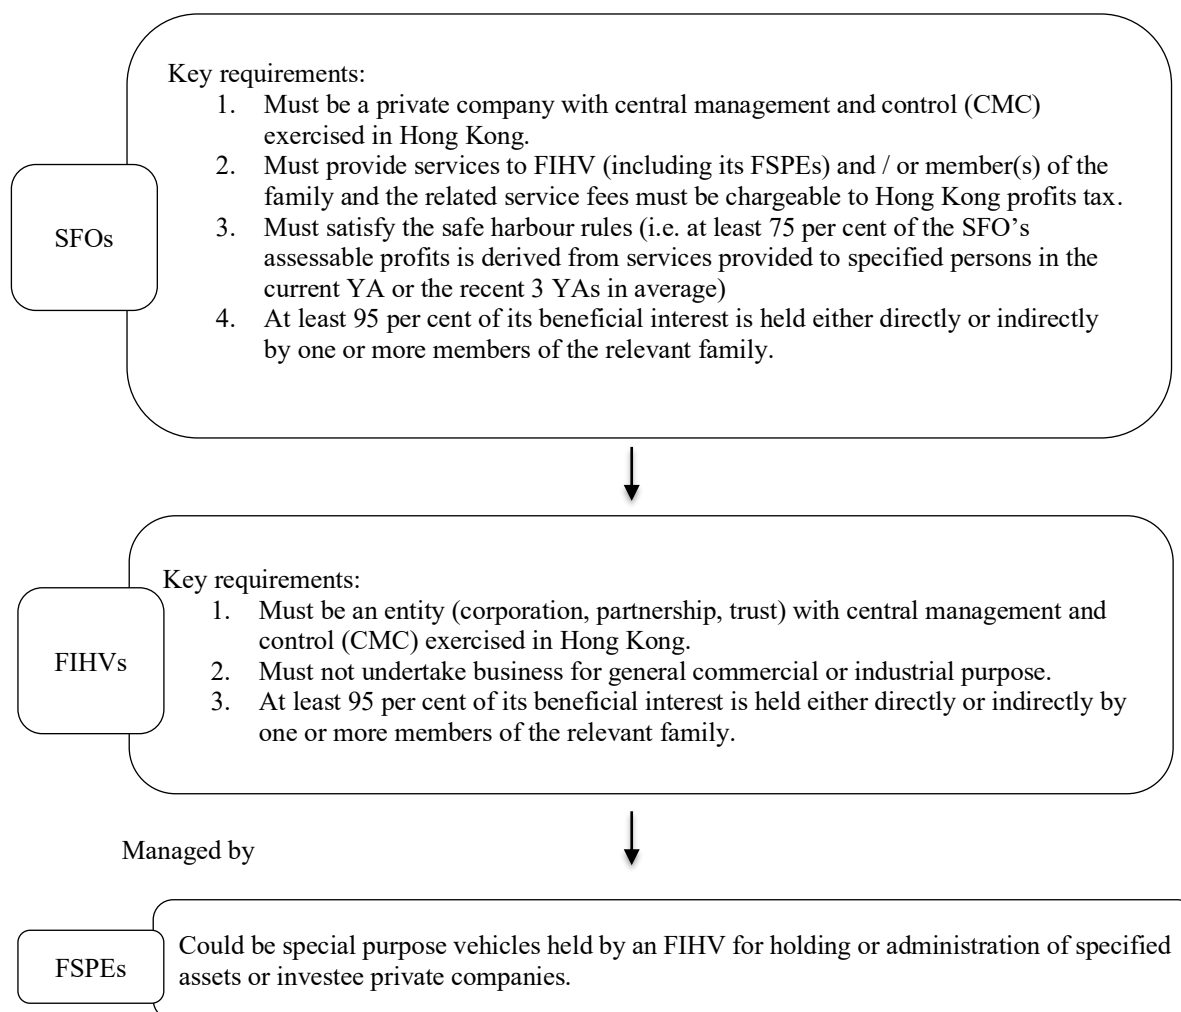 Key requirements:
1. Must be a private company with central management and control (CMC)
exercised in Hong Kong.
2. Must provide services to FIHV (including its FSPEs) and / or member(s) of the
family and the related service fees must be chargeable to Hong Kong profits tax.
SFOs
3. Must satisfy the safe harbour rules (i.e. at least 75 per cent of the SFO’s
assessable profits is derived from services provided to specified persons in the
current YA or the recent 3 YAs in average)
4. At least 95 per cent of its beneficial interest is held either directly or indirectly
by one or more members of the relevant family.
Key requirements:
1. Must be an entity (corporation, partnership, trust) with central management and
control (CMC) exercised in Hong Kong.
FIHVs
2. Must not undertake business for general commercial or industrial purpose.
3. At least 95 per cent of its beneficial interest is held either directly or indirectly by
one or more members of the relevant family.
Managed by
FSPEs
Could be special purpose vehicles held by an FIHV for holding or administration of specified
assets or investee private companies.